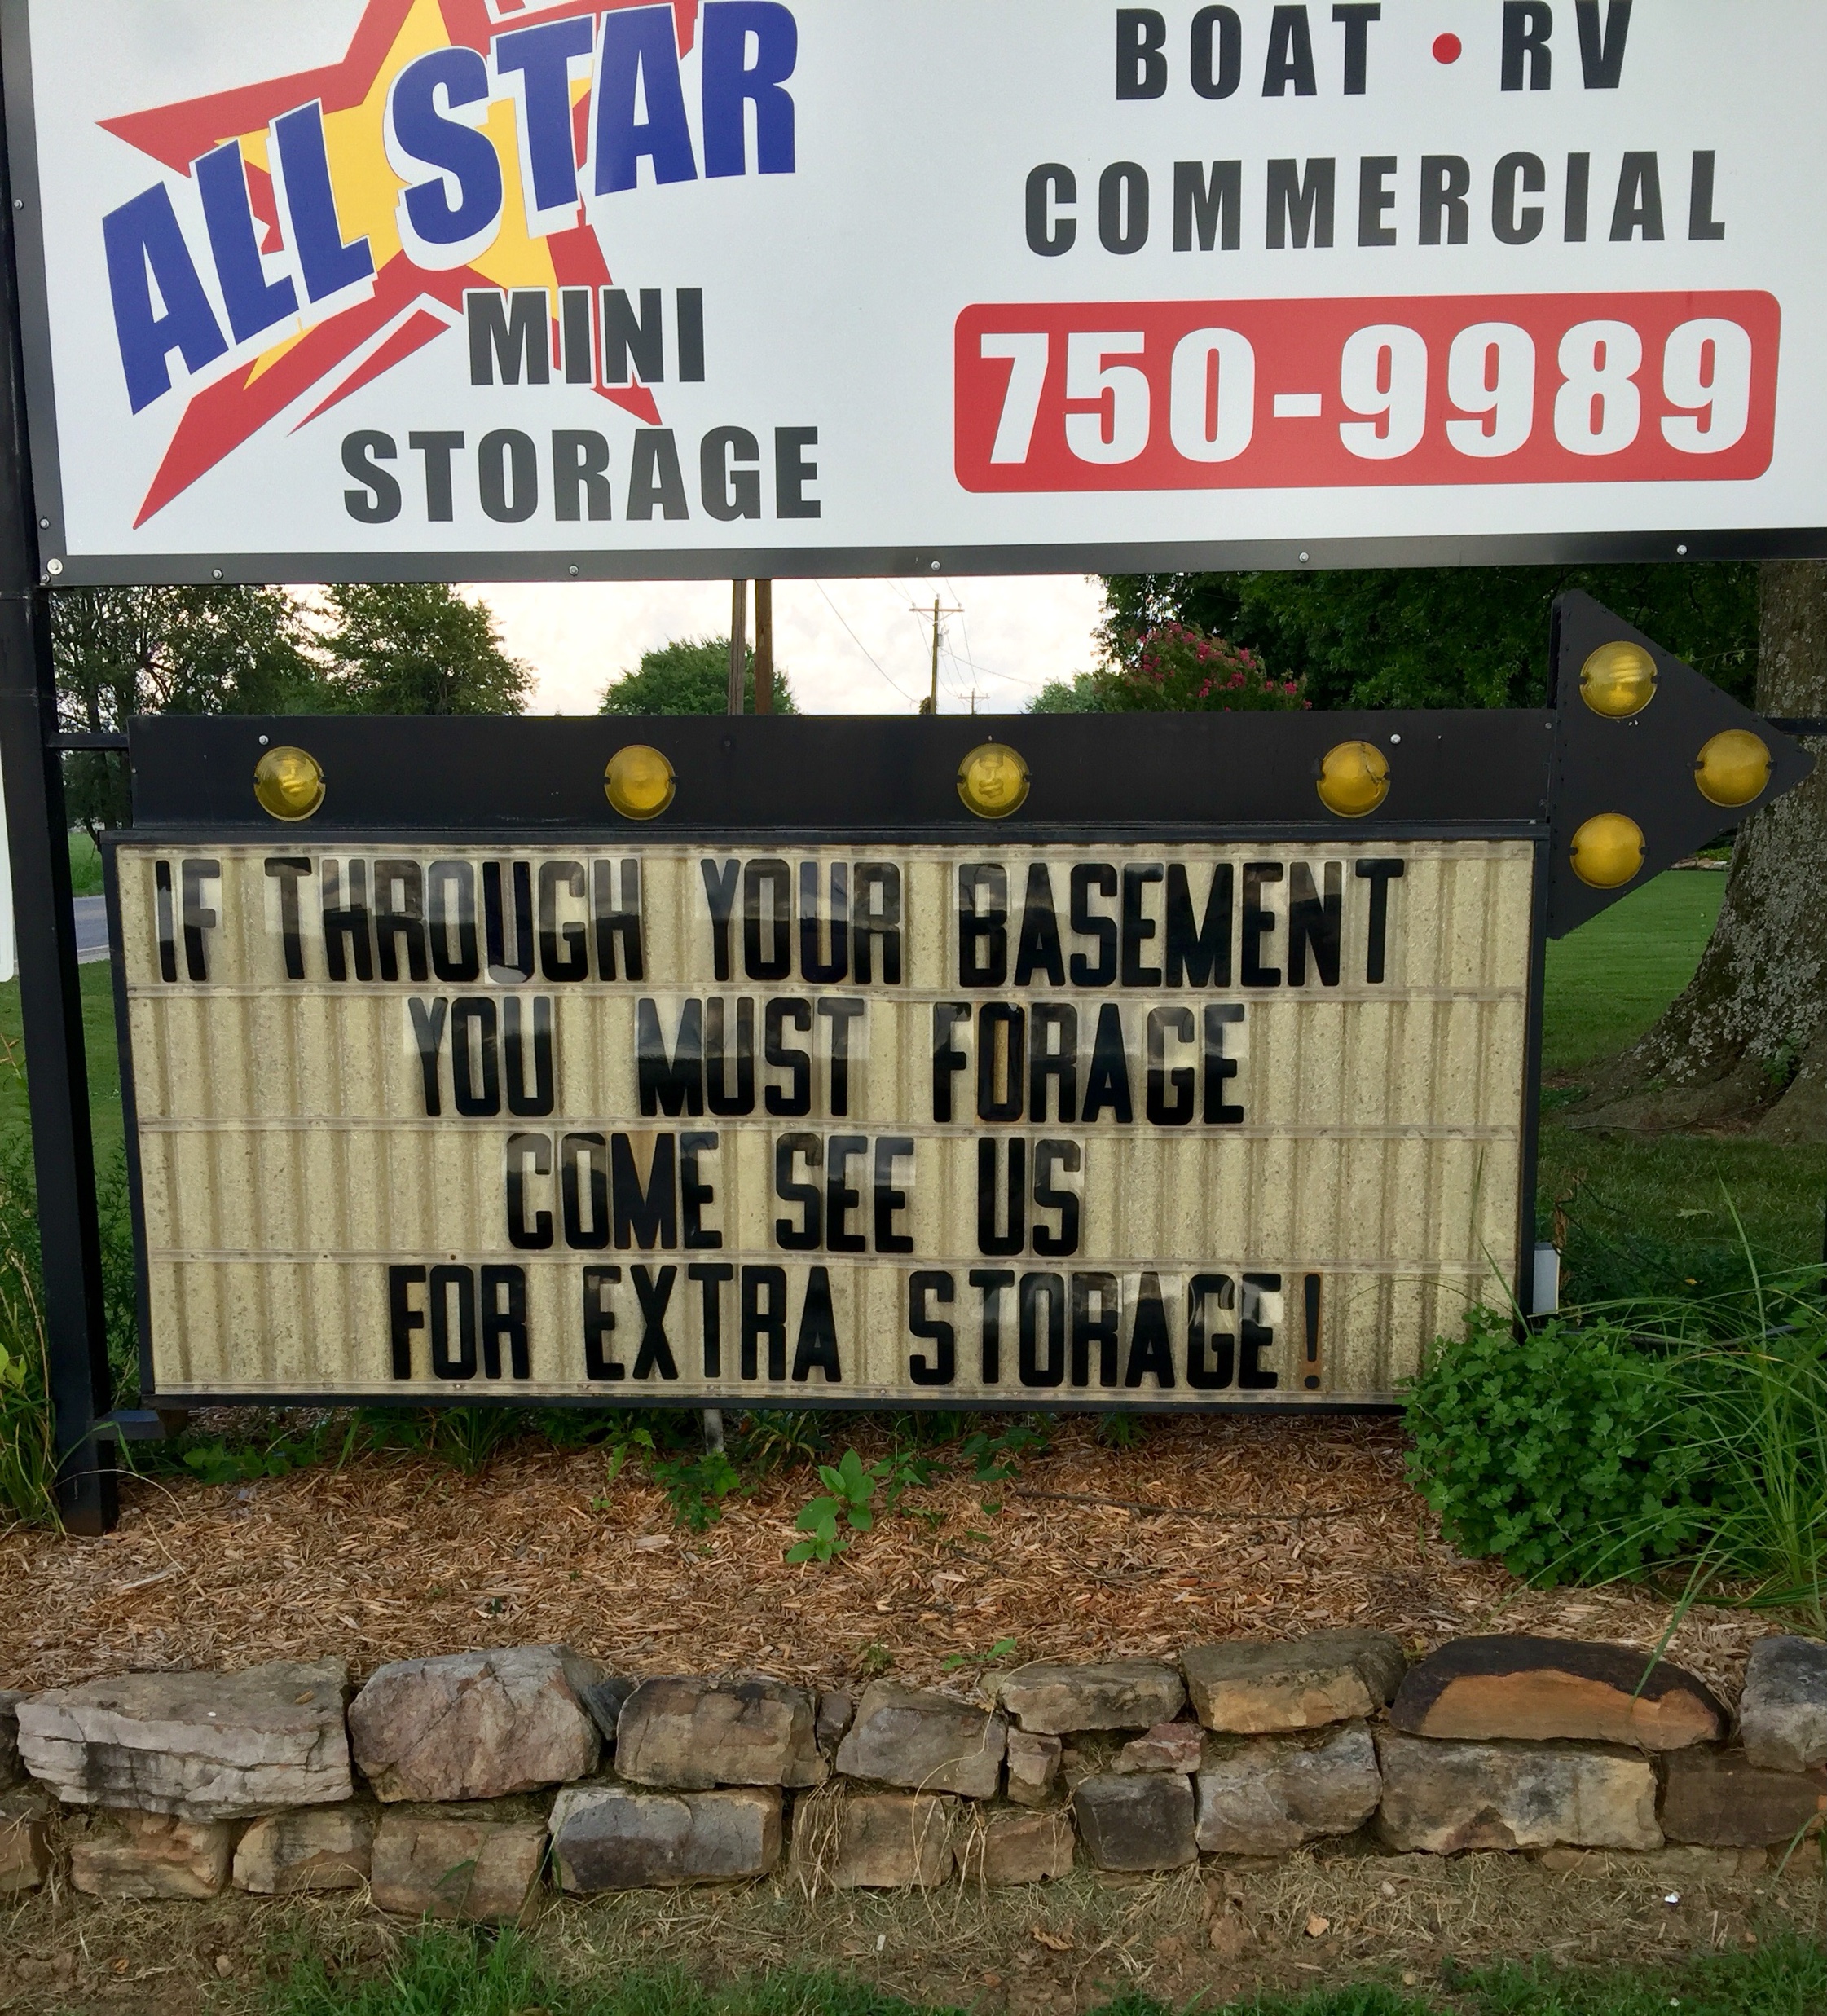 ALL STAR
MINI
STORAGE
BOAT • RV
COMMERCIAL
750-9989
IF THROUGH YOUR BASEMENT
YOU MUST FORAGE
COME SEE US
FOR EXTRA STORAGE!